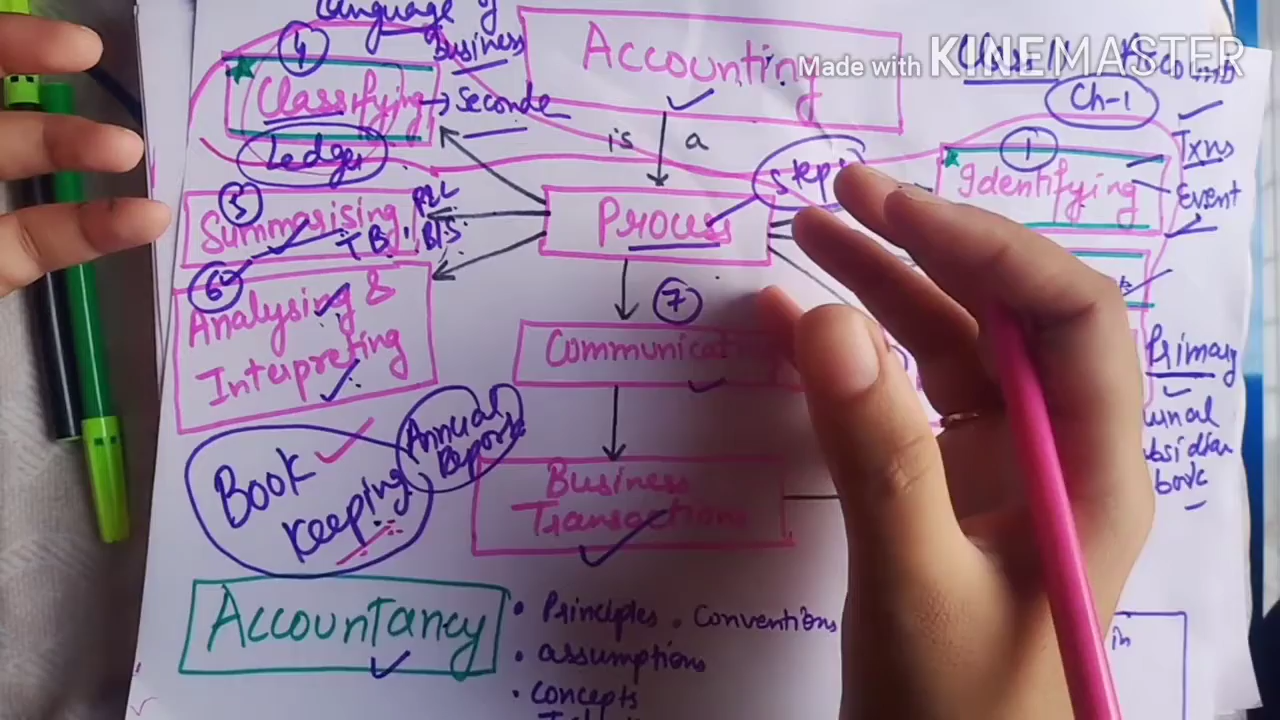 Language of
Business
Accounting
Made with KINEMASTER
Class
Ch-1
4
Classifying → Seconde
Ledger
is a
Steps
1
Identifying
Txns
Event
5
Summarising
P&L
T.B. B/S.
Process
6
Analysing &
Interpreting
7
Primary
Book
Keeping
Annual
Reports
Business
Transactions
Accountancy
• Principles • Conventions
• assumptions
• Concepts
in